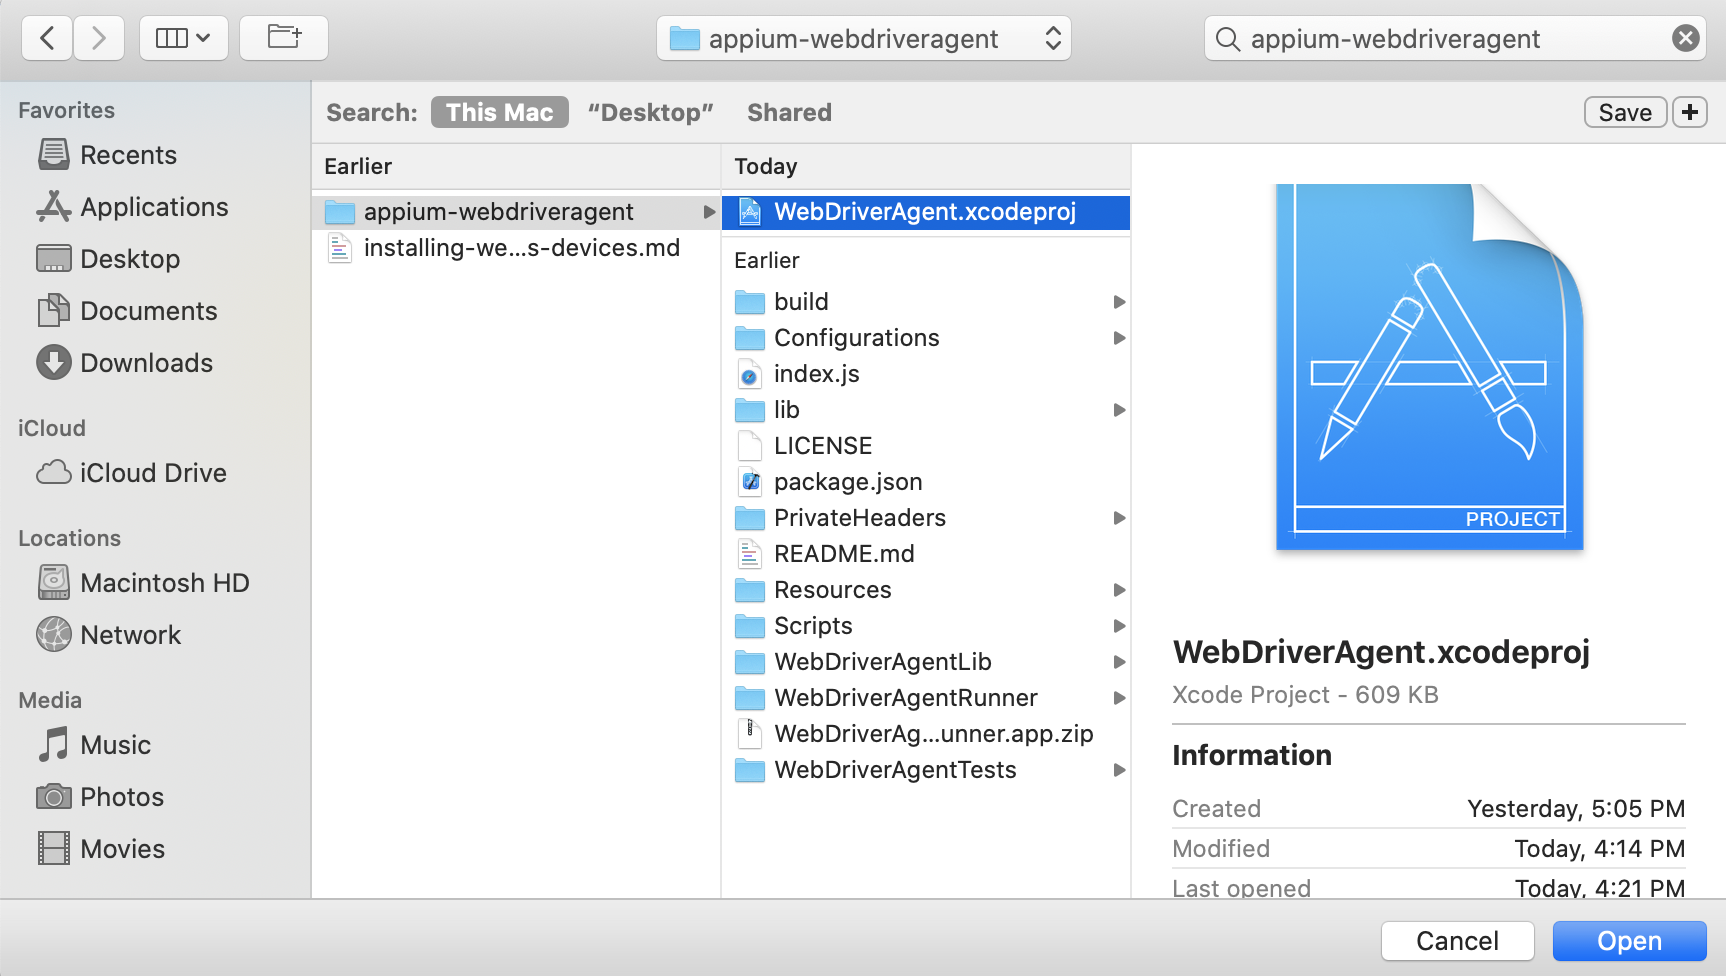 appium-webdriveragent
appium-webdriveragent
Favorites
Recents
Applications
Desktop
Documents
Downloads
iCloud
iCloud Drive
Locations
Macintosh HD
Network
Media
Music
Photos
Movies
Search: This Mac “Desktop” Shared Save +
Earlier
appium-webdriveragent
installing-we...s-devices.md
Today
WebDriverAgent.xcodeproj
Earlier
build
Configurations
index.js
lib
LICENSE
package.json
PrivateHeaders
README.md
Resources
Scripts
WebDriverAgentLib
WebDriverAgentRunner
WebDriverAg...unner.app.zip
WebDriverAgentTests
PROJECT
WebDriverAgent.xcodeproj
Xcode Project - 609 KB
Information
Created Yesterday, 5:05 PM
Modified Today, 4:14 PM
Last opened Today, 4:21 PM
Cancel Open